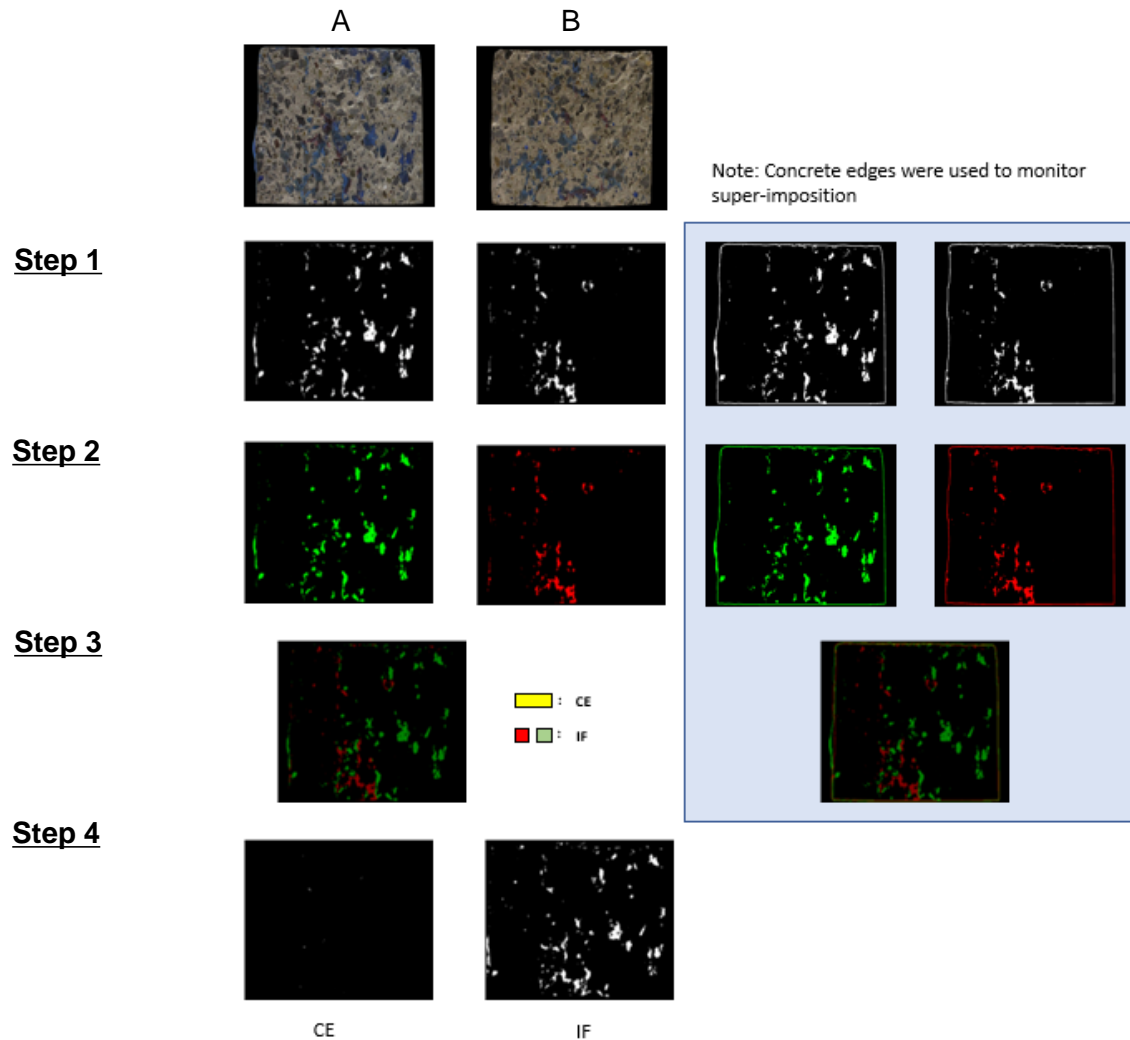 A
B
Note: Concrete edges were used to monitor
super-imposition
Step 1
Step 2
Step 3
: CE
: IF
Step 4
CE
IF